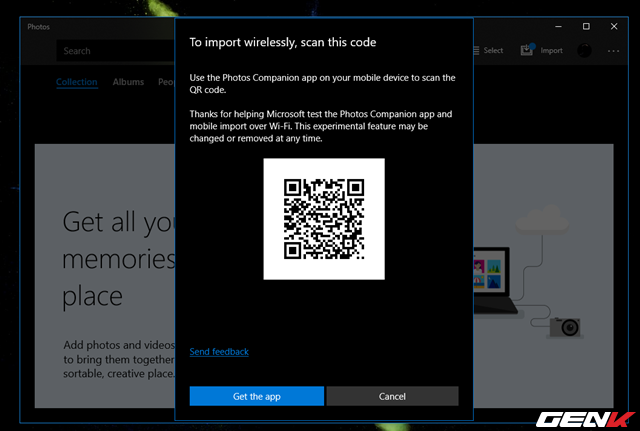 Photos
Search
Select
Import
Collection
Albums
To import wirelessly, scan this code
Use the Photos Companion app on your mobile device to scan the
QR code.
Thanks for helping Microsoft test the Photos Companion app and
mobile import over Wi-Fi. This experimental feature may be
changed or removed at any time.
Get all you
memories
place
Add photos and videos
to bring them together
sortable, creative place.
Send feedback
Get the app
Cancel
GENK